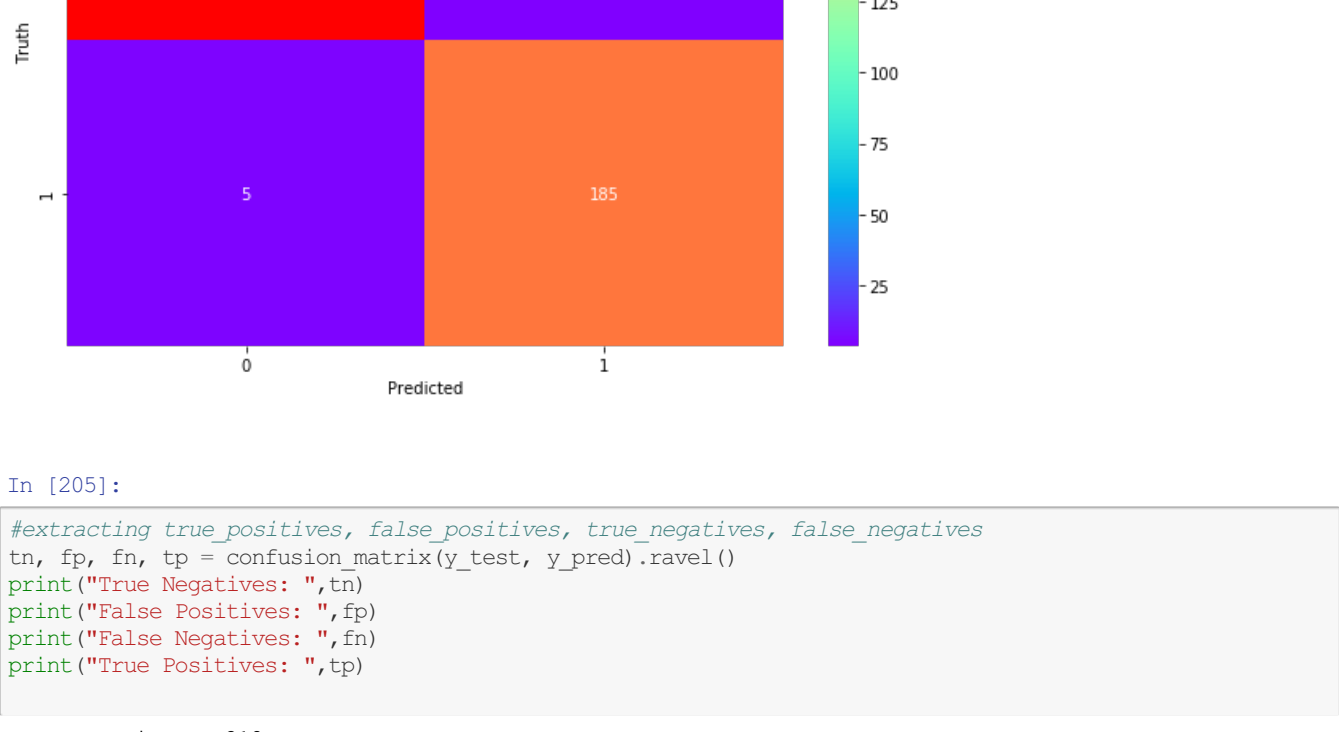 125
Truth
100
75
1
5
185
50
25
0
1
Predicted
In [205]:
#extracting true_positives, false_positives, true_negatives, false_negatives
tn, fp, fn, tp = confusion_matrix(y_test, y_pred).ravel()
print("True Negatives: ",tn)
print("False Positives: ",fp)
print("False Negatives: ",fn)
print("True Positives: ",tp)